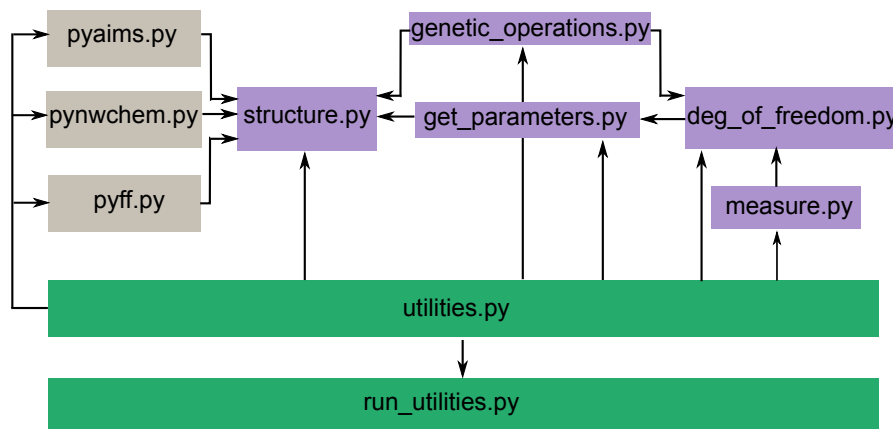 pyaims.py
genetic_operations.py
pynwchem.py
structure.py
get_parameters.py
deg_of_freedom.py
pyff.py
measure.py
utilities.py
run_utilities.py